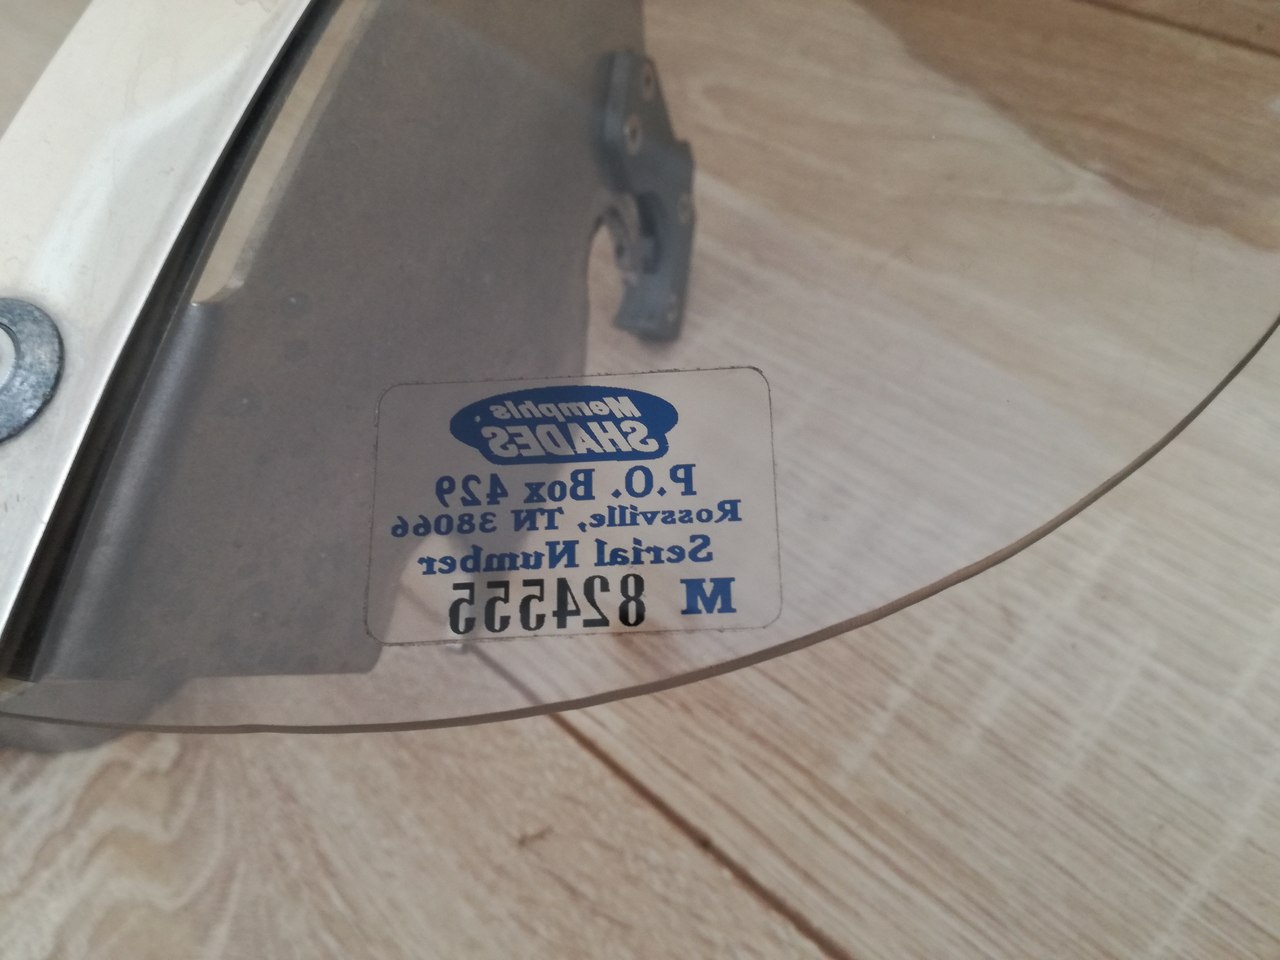 Memphis
SHADES
P.O. Box 429
Rossville, TN 38066
Serial Number
M 824555